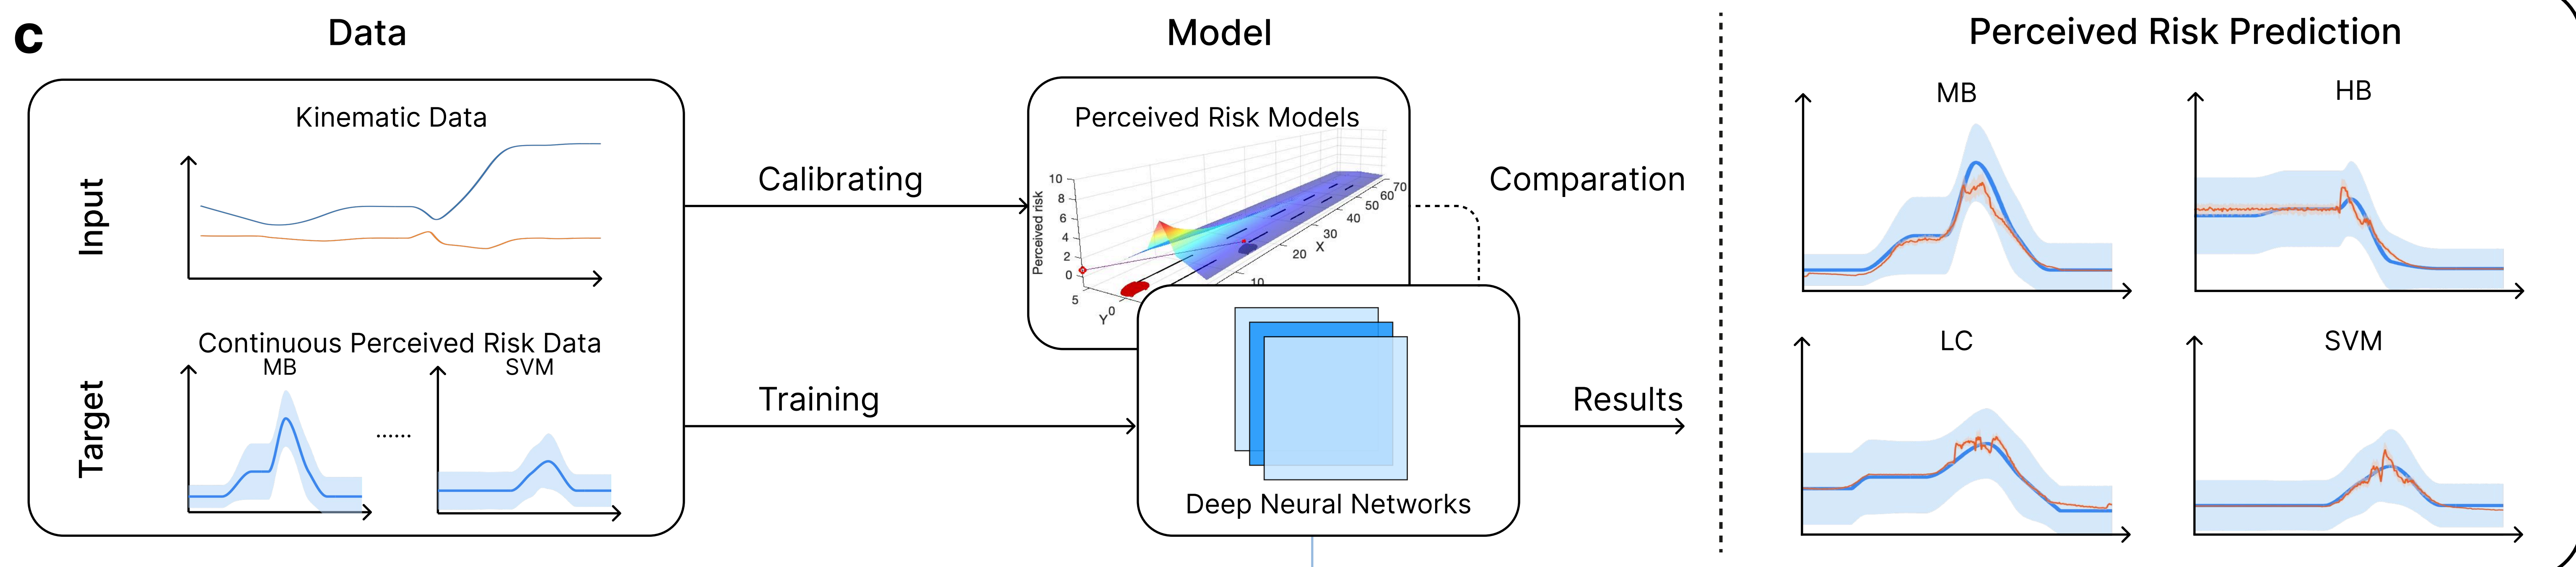 c
Data
Model
Perceived Risk Prediction
Input
Kinematic Data
Target
Continuous Perceived Risk Data
MB
SVM
......
Calibrating
Training
Perceived Risk Models
Perceived risk
10
8
6
4
2
0
5
0
Y
10
20
30
40
50
60
70
X
Deep Neural Networks
Comparation
Results
MB
HB
LC
SVM